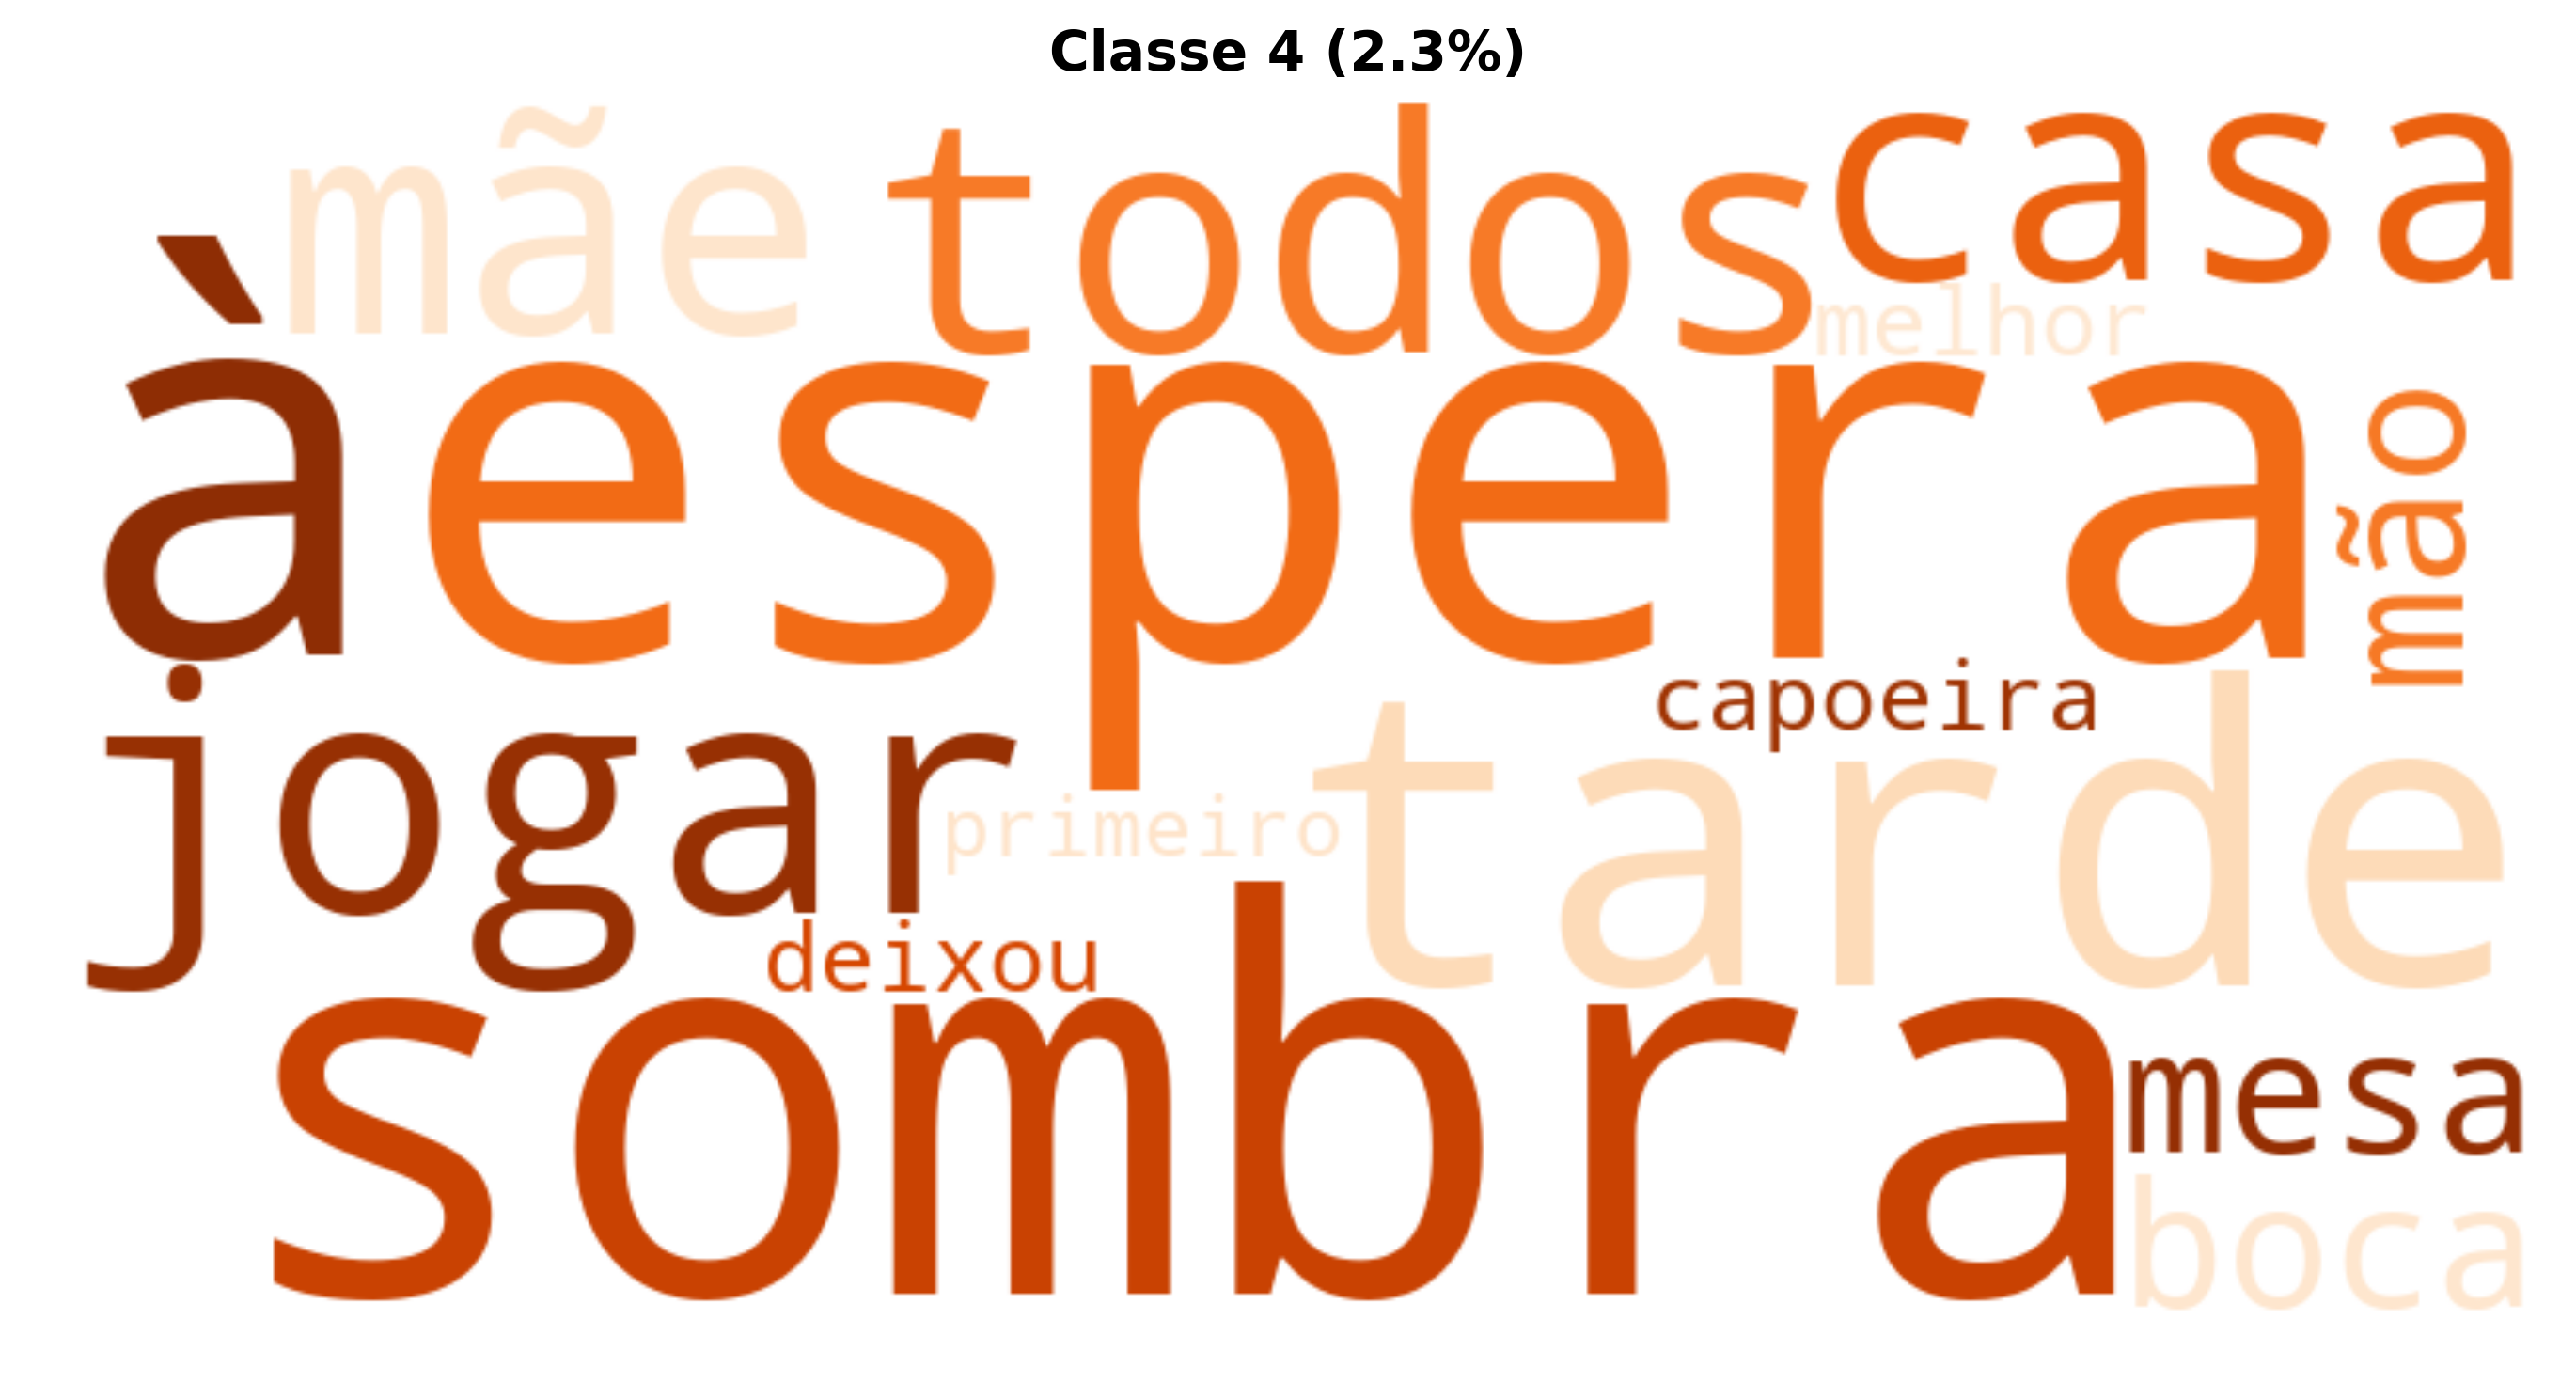 Classe 4 (2.3%)
mãe todos casa
melhor
à espera mão
capoeira
jogar tarde
primeiro
deixou
sombra mesa
boca